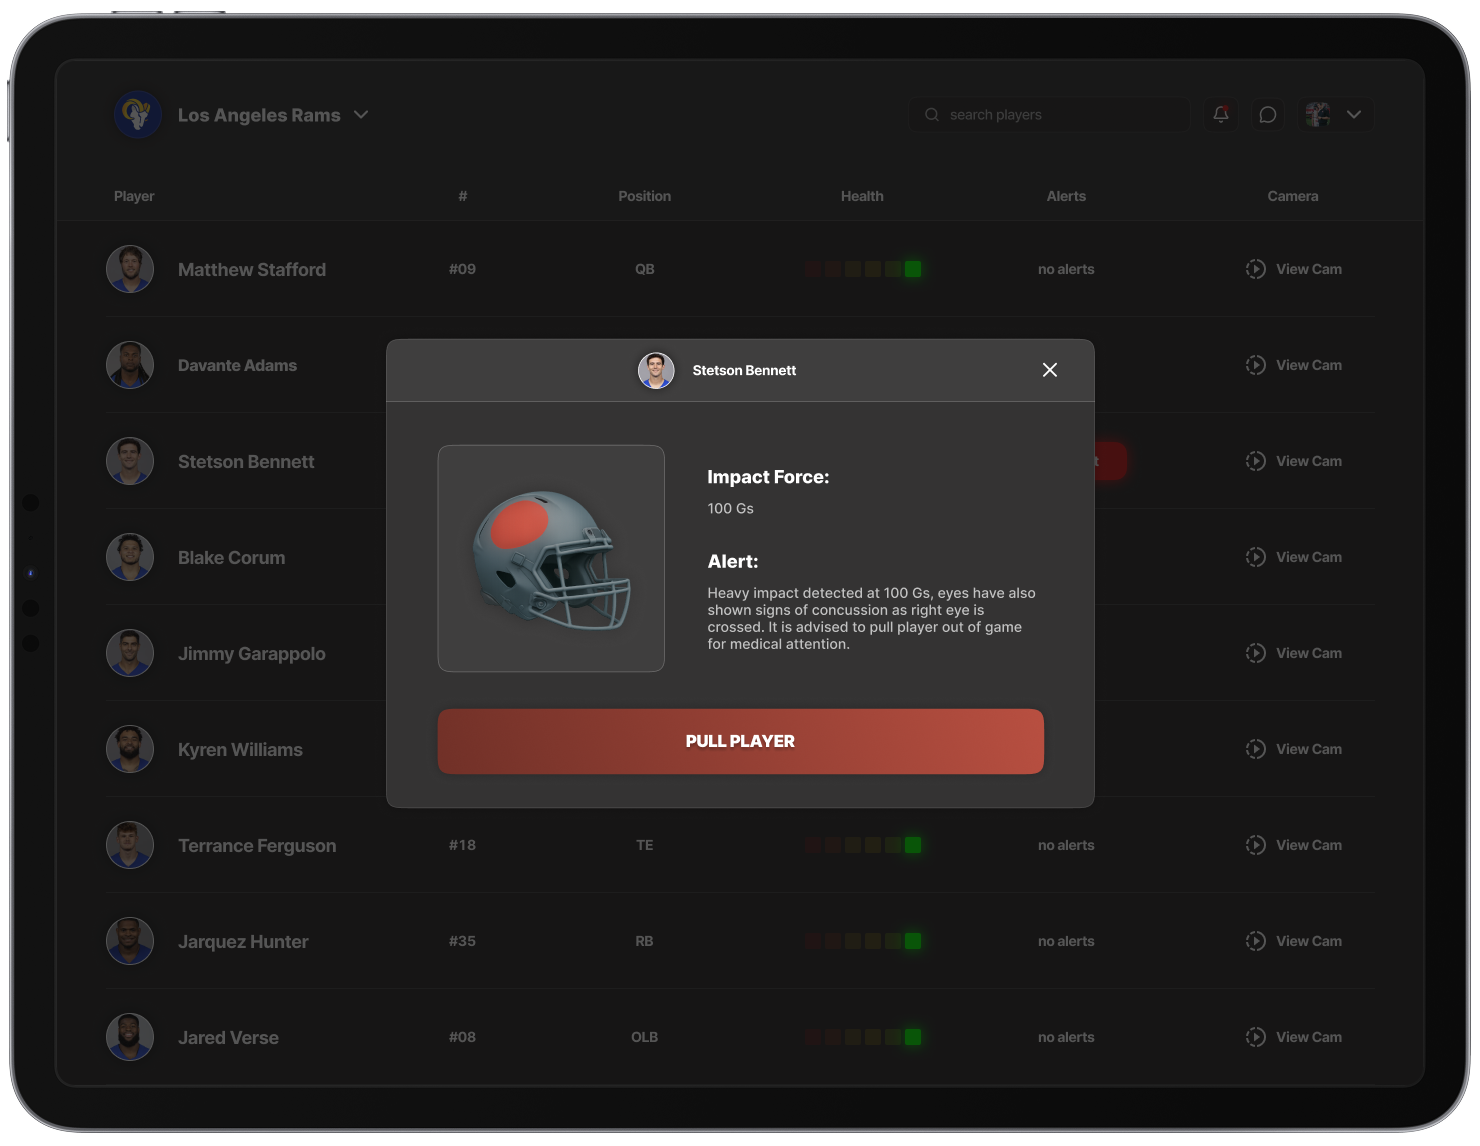 Los Angeles Rams
search players
Player # Position Health Alerts Camera
Matthew Stafford #09 QB no alerts View Cam
Davante Adams View Cam
Stetson Bennett View Cam
Blake Corum View Cam
Jimmy Garappolo View Cam
Kyren Williams View Cam
Stetson Bennett
Impact Force:
100 Gs
Alert:
Heavy impact detected at 100 Gs, eyes have also
shown signs of concussion as right eye is
crossed. It is advised to pull player out of game
for medical attention.
PULL PLAYER
Terrance Ferguson #18 TE no alerts View Cam
Jarquez Hunter #35 RB no alerts View Cam
Jared Verse #08 OLB no alerts View Cam